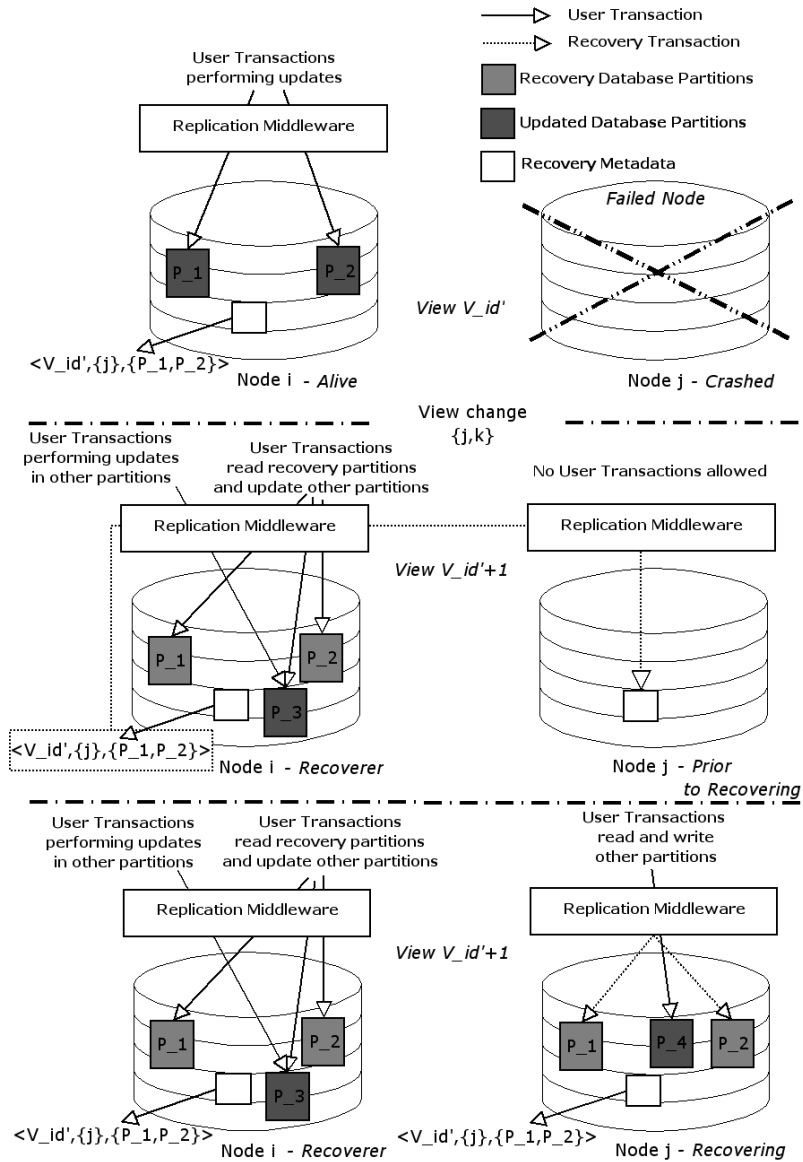 User Transaction
Recovery Transaction
Recovery Database Partitions
Updated Database Partitions
Recovery Metadata
User Transactions
performing updates
Replication Middleware
P_1
P_2
<V_id',{j},{P_1,P_2}>
Node i - Alive
View V_id'
Failed Node
Node j - Crashed
View change
{j,k}
User Transactions
performing updates
in other partitions
User Transactions
read recovery partitions
and update other partitions
Replication Middleware
P_1
P_2
P_3
<V_id',{j},{P_1,P_2}>
Node i - Recoverer
View V_id'+1
No User Transactions allowed
Replication Middleware
Node j - Prior
to Recovering
User Transactions
performing updates
in other partitions
User Transactions
read recovery partitions
and update other partitions
Replication Middleware
P_1
P_2
P_3
<V_id',{j},{P_1,P_2}>
Node i - Recoverer
View V_id'+1
User Transactions
read and write
other partitions
Replication Middleware
P_1
P_4
P_2
<V_id',{j},{P_1,P_2}>
Node j - Recovering